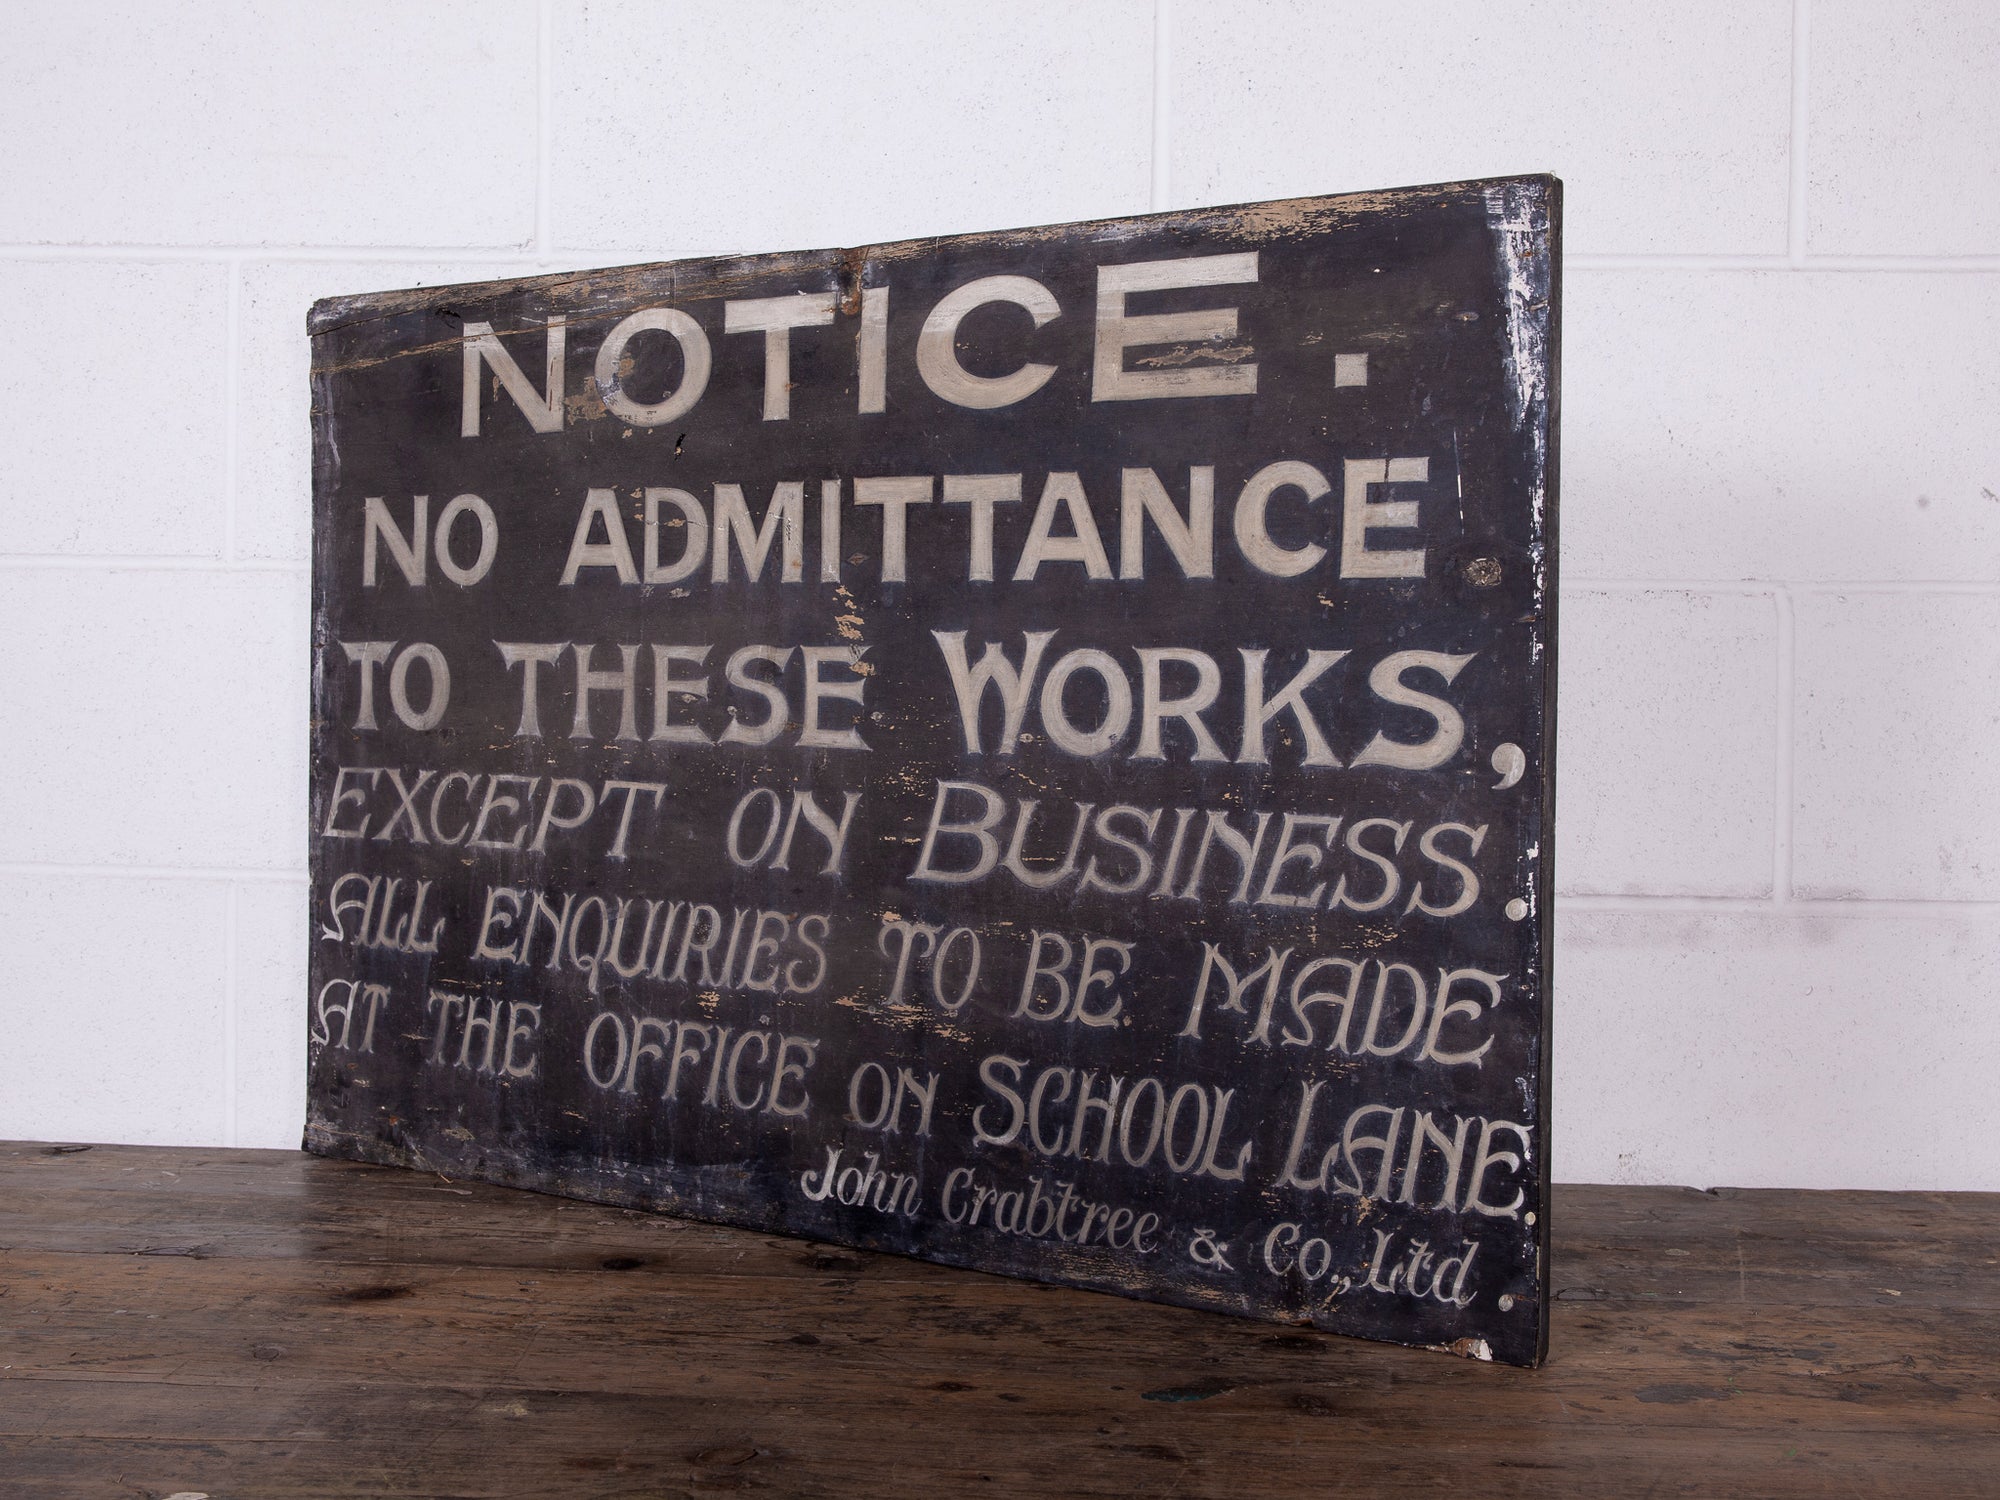 NOTICE.
NO ADMITTANCE
TO THESE WORKS,
EXCEPT ON BUSINESS.
ALL ENQUIRIES TO BE MADE
AT THE OFFICE ON SCHOOL LANE.
John Crabtree & Co., Ltd.